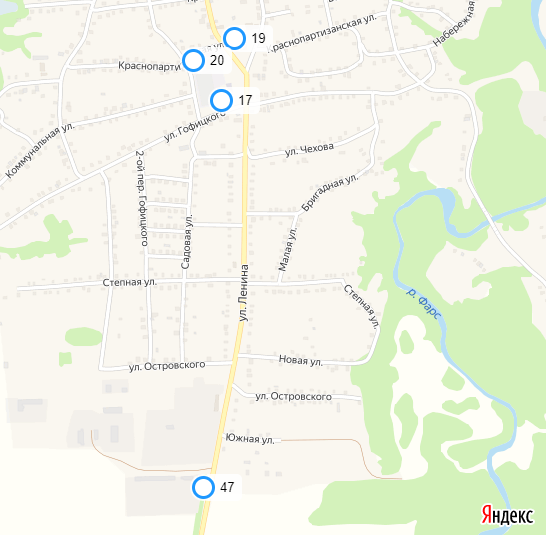 19
Краснопартизанская ул.
Набережная
20
Краснопарти
17
ул. Гофицкого
Коммунальная ул.
ул. Чехова
2-ой пер. Гофицкого
Бригадная ул.
Садовая ул.
Малая ул.
Степная ул.
ул. Ленина
Степная ул.
р. Фарс
Новая ул.
ул. Островского
ул. Островского
Южная ул.
47
Яндекс